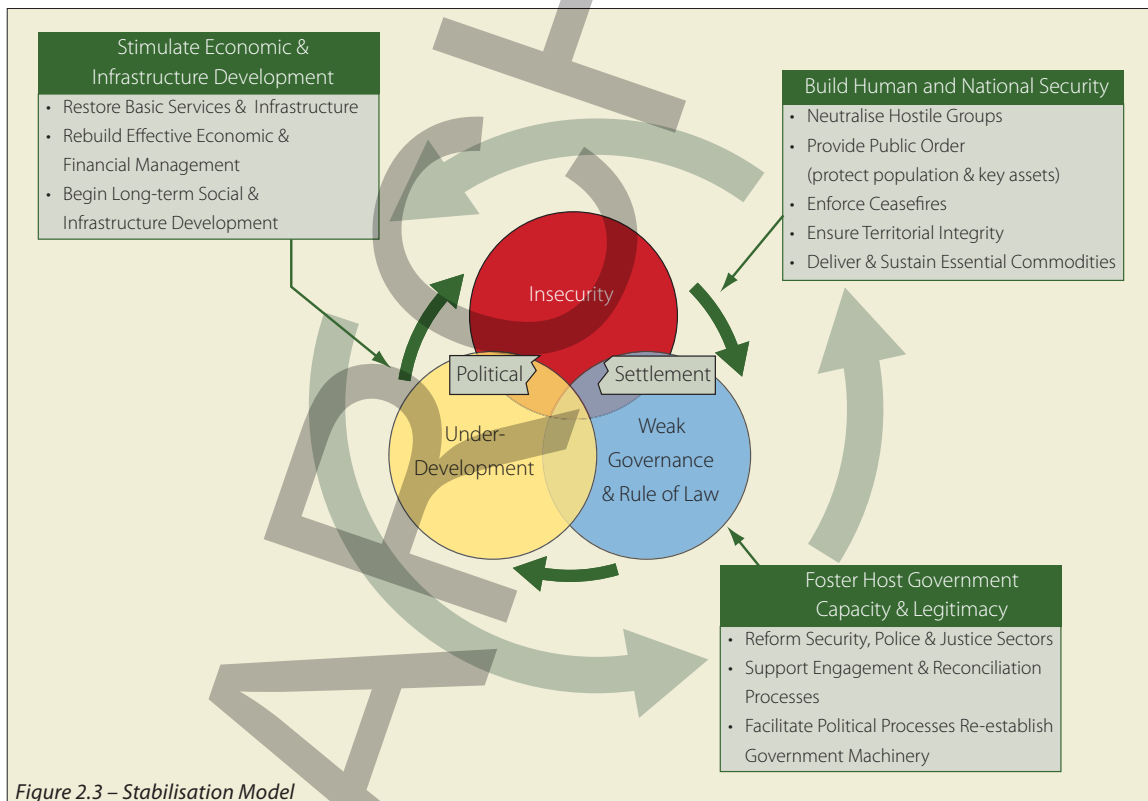 Stimulate Economic &
Infrastructure Development
• Restore Basic Services & Infrastructure
• Rebuild Effective Economic &
Financial Management
• Begin Long-term Social &
Infrastructure Development
Build Human and National Security
• Neutralise Hostile Groups
• Provide Public Order
(protect population & key assets)
• Enforce Ceasefires
• Ensure Territorial Integrity
• Deliver & Sustain Essential Commodities
Insecurity
Political
Settlement
Under-
Development
Weak
Governance
& Rule of Law
Foster Host Government
Capacity & Legitimacy
• Reform Security, Police & Justice Sectors
• Support Engagement & Reconciliation
Processes
• Facilitate Political Processes Re-establish
Government Machinery
Figure 2.3 – Stabilisation Model